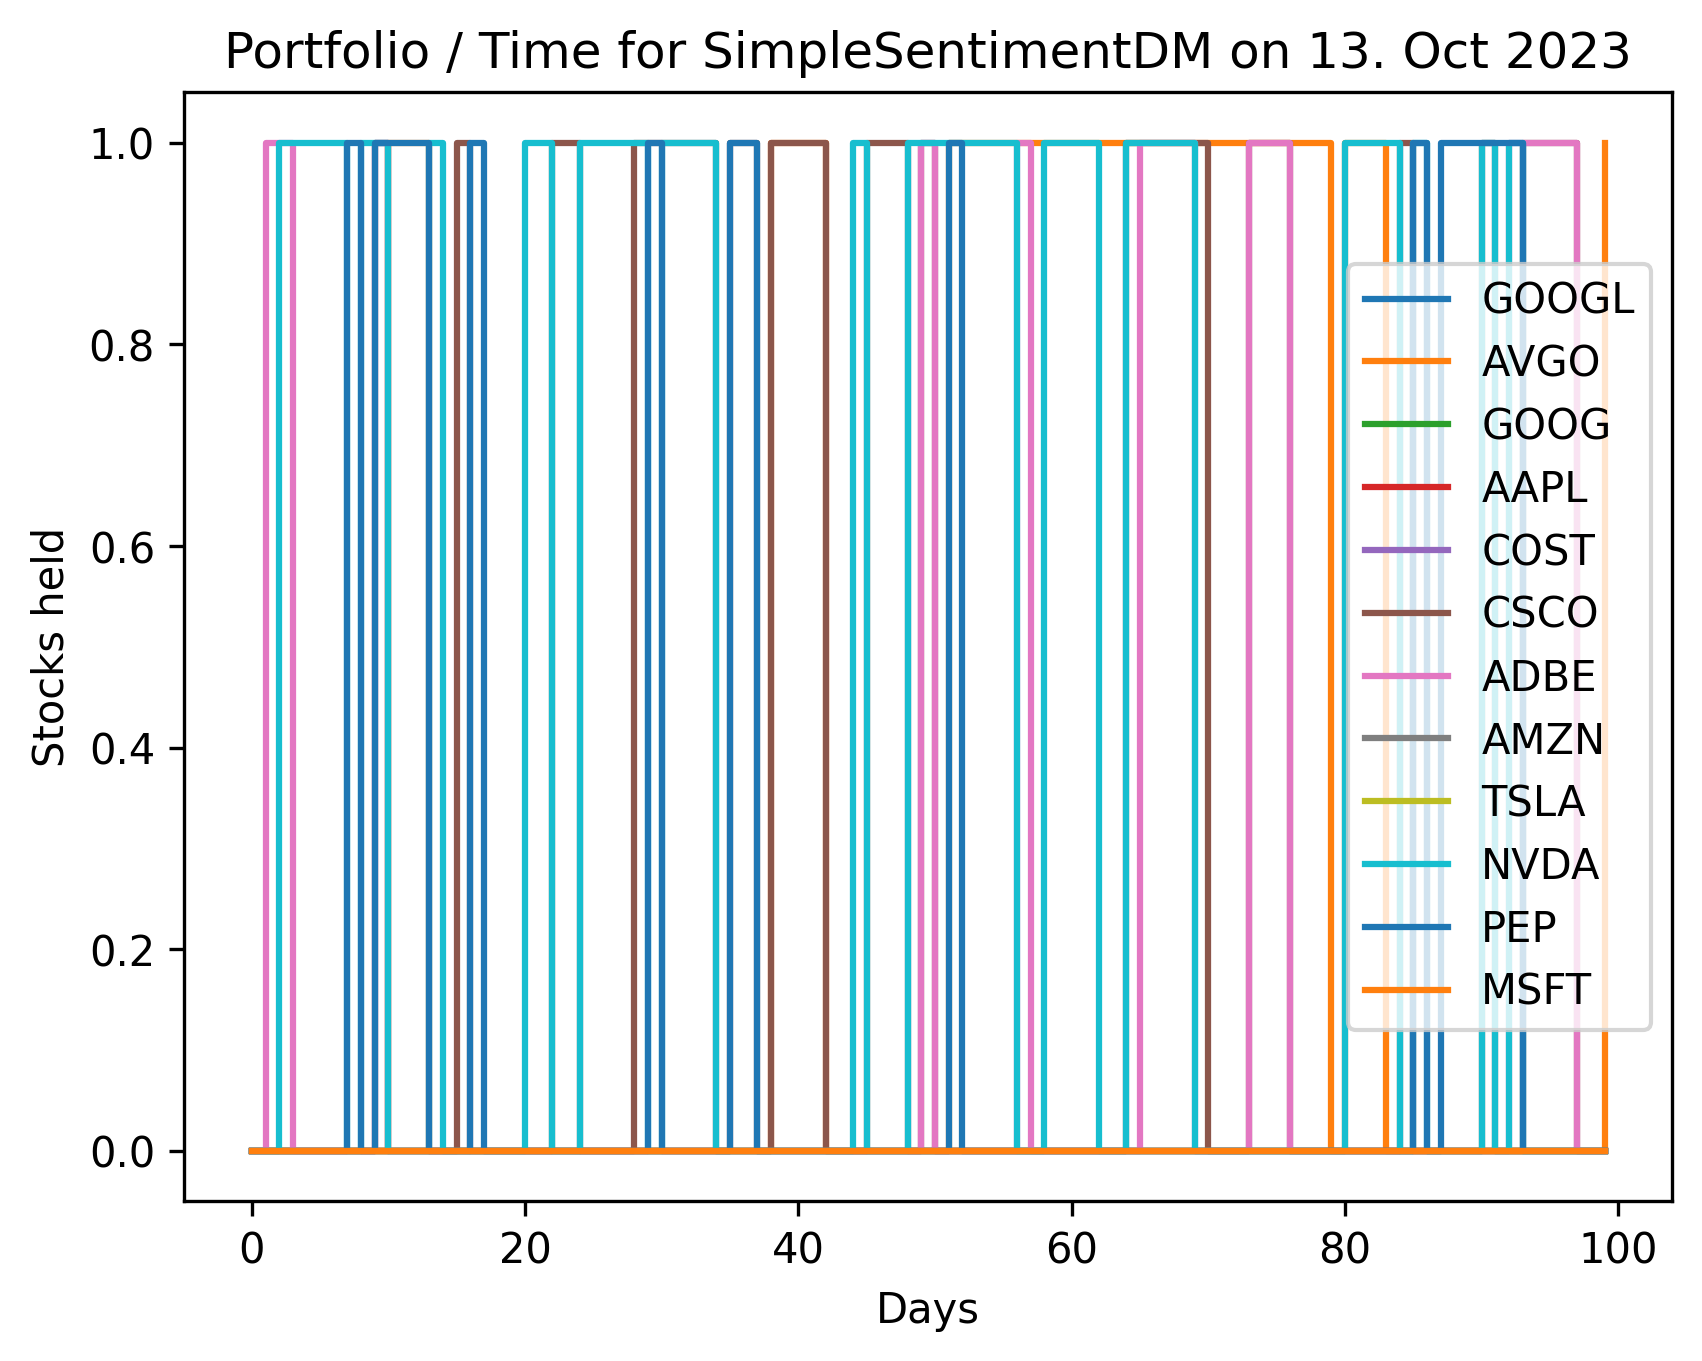 Portfolio / Time for SimpleSentimentDM on 13. Oct 2023
1.0
0.8
0.6
0.4
0.2
0.0
Stocks held
GOOGL
AVGO
GOOG
AAPL
COST
CSCO
ADBE
AMZN
TSLA
NVDA
PEP
MSFT
0 20 40 60 80 100
Days